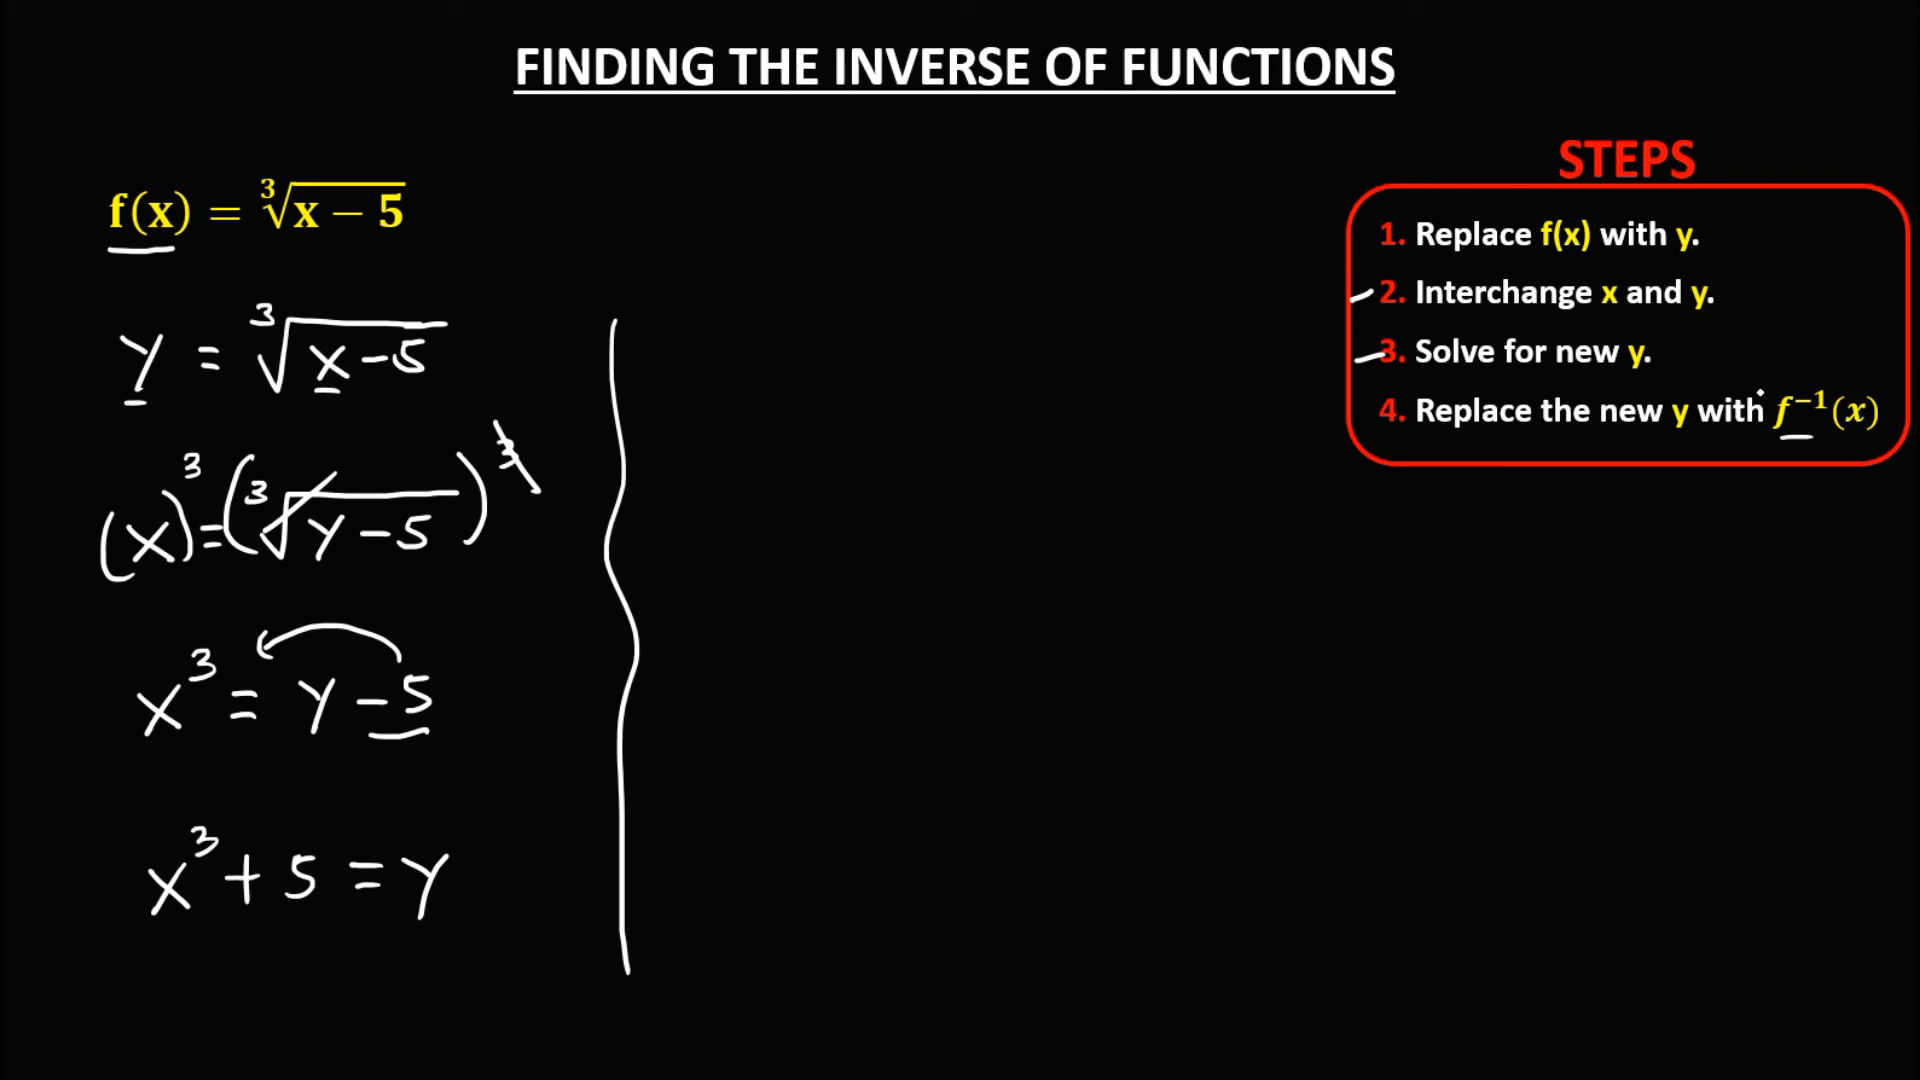 FINDING THE INVERSE OF FUNCTIONS
f(x) = ∛(x − 5)
y = ∛(x − 5)
(x)³ = (∛(y − 5))³
x³ = y − 5
x³ + 5 = y
STEPS
1. Replace f(x) with y.
2. Interchange x and y.
3. Solve for new y.
4. Replace the new y with f⁻¹(x)